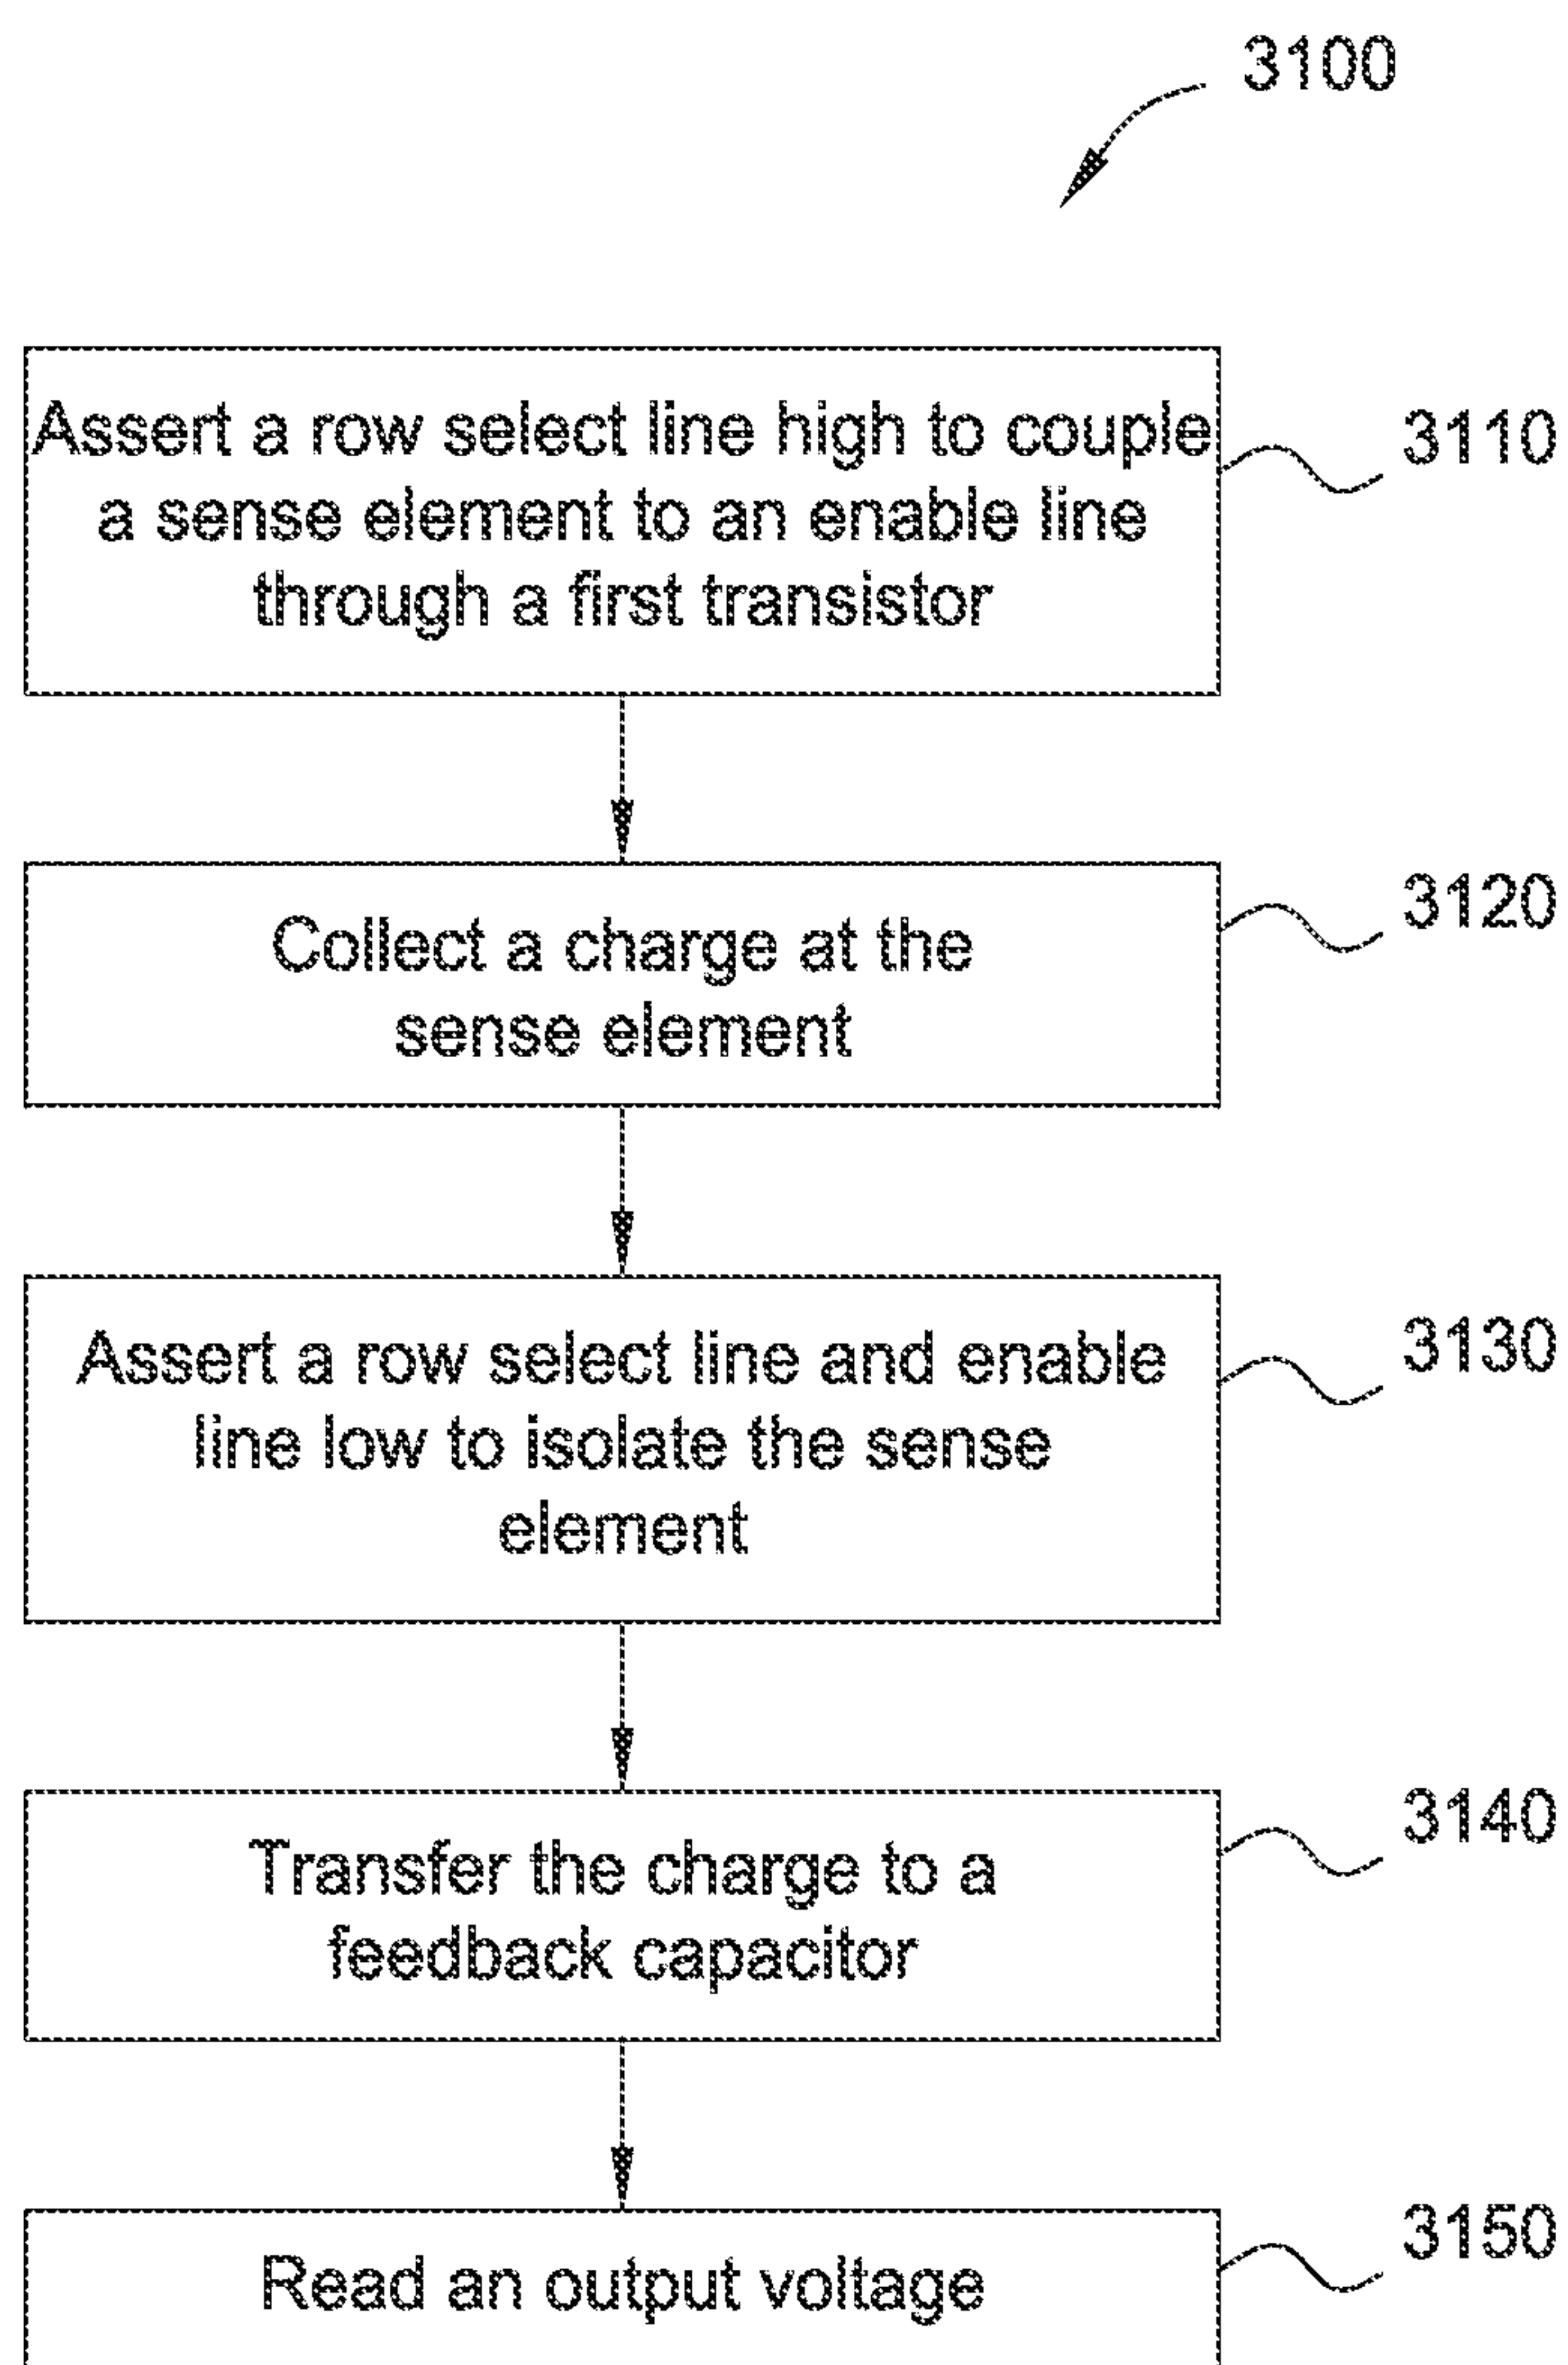 3100
Assert a row select line high to couple
a sense element to an enable line
through a first transistor
3110
Collect a charge at the
sense element
3120
Assert a row select line and enable
line low to isolate the sense
element
3130
Transfer the charge to a
feedback capacitor
3140
Read an output voltage
3150